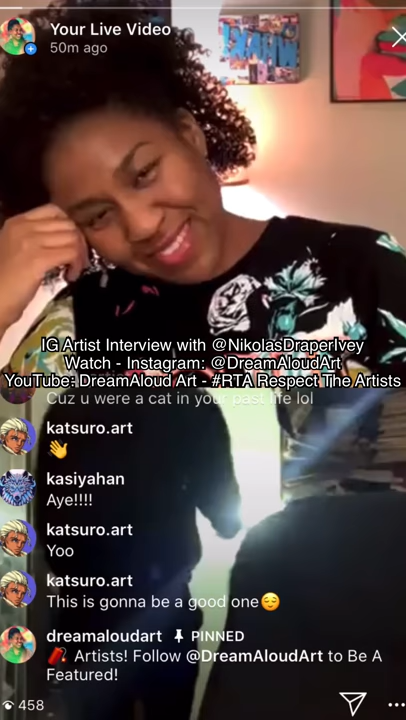 Your Live Video
50m ago
IG Artist Interview with @NikolasDraperIvey
Watch - Instagram: @DreamAloudArt
YouTube: DreamAloud Art - #RTA Respect The Artists
Cuz u were a cat in your past life lol
katsuro.art
👋
kasiyahan
Aye!!!!
katsuro.art
Yoo
katsuro.art
This is gonna be a good one😌
dreamaloudart 📌 PINNED
🧨 Artists! Follow @DreamAloudArt to Be A
Featured!
458